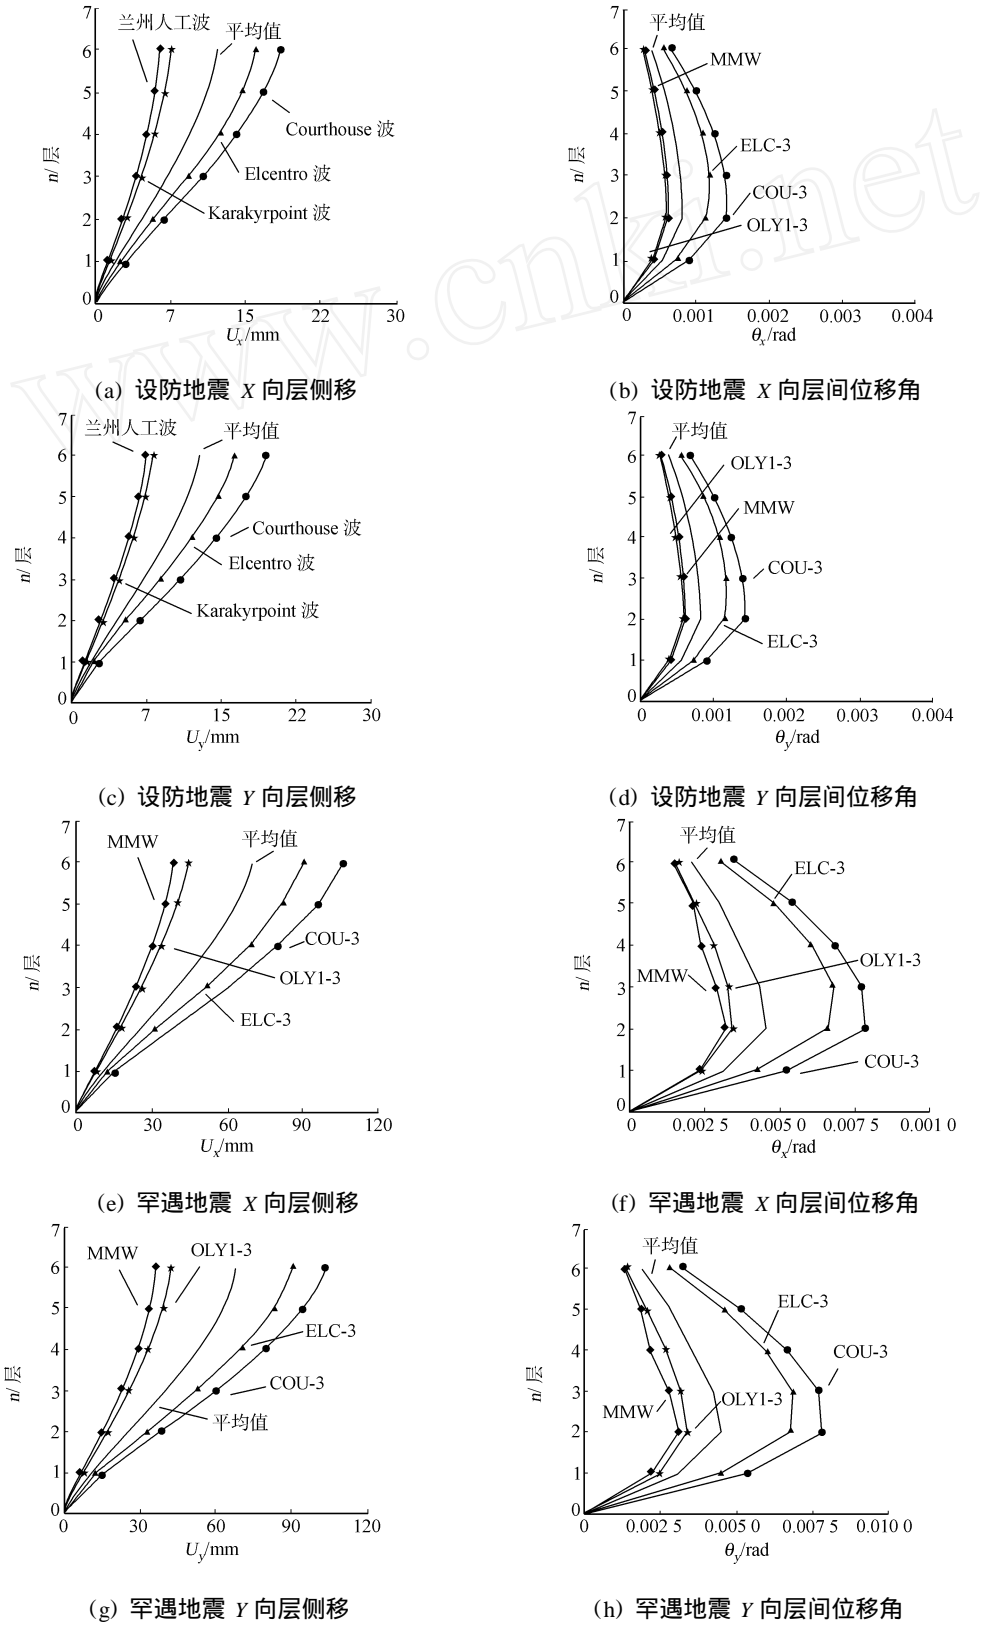 7
6
5
4
3
2
1
0
n/层
兰州人工波
平均值
Courthouse 波
Elcentro 波
Karakyrpoint 波
0 7 15 22 30
Ux/mm
(a) 设防地震 X 向层侧移
7
6
5
4
3
2
1
0
n/层
平均值
MMW
ELC-3
COU-3
OLY1-3
0 0.001 0.002 0.003 0.004
θx/rad
(b) 设防地震 X 向层间位移角
7
6
5
4
3
2
1
0
n/层
兰州人工波
平均值
Courthouse 波
Elcentro 波
Karakyrpoint 波
0 7 15 22 30
Uy/mm
(c) 设防地震 Y 向层侧移
7
6
5
4
3
2
1
0
n/层
平均值
OLY1-3
MMW
COU-3
ELC-3
0 0.001 0.002 0.003 0.004
θy/rad
(d) 设防地震 Y 向层间位移角
7
6
5
4
3
2
1
0
n/层
MMW
平均值
COU-3
OLY1-3
ELC-3
0 30 60 90 120
Ux/mm
(e) 罕遇地震 X 向层侧移
7
6
5
4
3
2
1
0
n/层
平均值
ELC-3
OLY1-3
MMW
COU-3
0 0.002 5 0.005 0 0.007 5 0.001 0
θx/rad
(f) 罕遇地震 X 向层间位移角
7
6
5
4
3
2
1
0
n/层
MMW
OLY1-3
ELC-3
COU-3
平均值
0 30 60 90 120
Uy/mm
(g) 罕遇地震 Y 向层侧移
7
6
5
4
3
2
1
0
n/层
平均值
ELC-3
COU-3
OLY1-3
MMW
0 0.002 5 0.005 0 0.007 5 0.010 0
θy/rad
(h) 罕遇地震 Y 向层间位移角
www.cnki.net